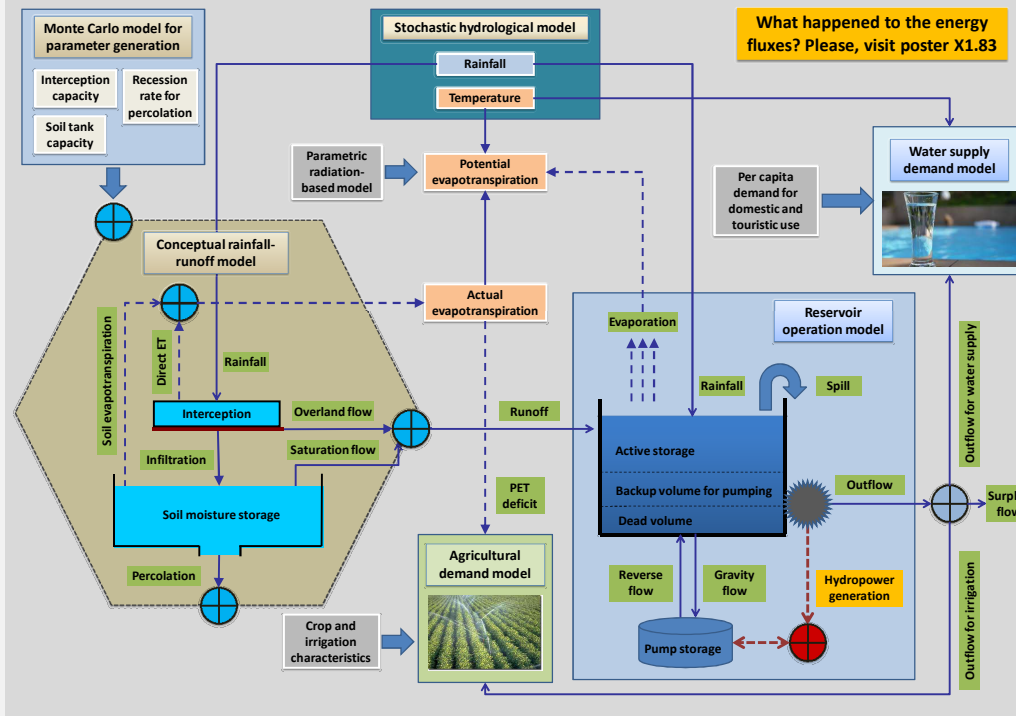 Monte Carlo model for
parameter generation
Interception
capacity
Recession
rate for
percolation
Soil tank
capacity
Stochastic hydrological model
Rainfall
Temperature
What happened to the energy
fluxes? Please, visit poster X1.83
Parametric
radiation-
based model
Potential
evapotranspiration
Per capita
demand for
domestic and
touristic use
Water supply
demand model
Conceptual rainfall-
runoff model
Actual
evapotranspiration
Soil evapotranspiration
Direct ET
Rainfall
Interception
Overland flow
Saturation flow
Infiltration
Soil moisture storage
Percolation
Runoff
PET
deficit
Evaporation
Reservoir
operation model
Rainfall
Spill
Active storage
Backup volume for pumping
Dead volume
Outflow
Outflow for water supply
Surplu
flow
Reverse
flow
Gravity
flow
Hydropower
generation
Pump storage
Outflow for irrigation
Agricultural
demand model
Crop and
irrigation
characteristics